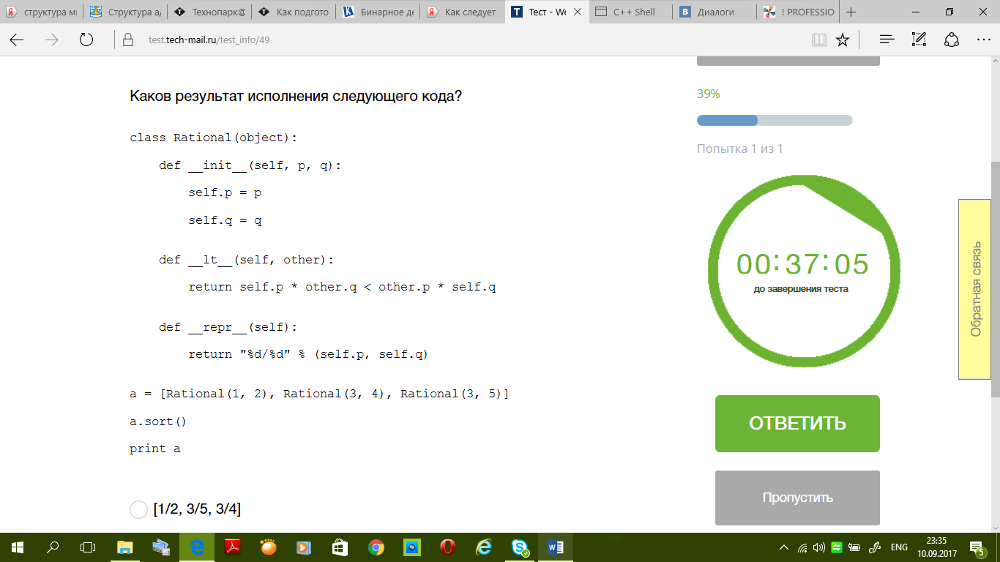 структура ми
Структура ад
Технопарк@
Как подгото
Бинарное де
Как следует
Тест - We
C++ Shell
Диалоги
! PROFESSIO
test.tech-mail.ru/test_info/49
Каков результат исполнения следующего кода?
class Rational(object):
def __init__(self, p, q):
self.p = p
self.q = q
def __lt__(self, other):
return self.p * other.q < other.p * self.q
def __repr__(self):
return "%d/%d" % (self.p, self.q)
a = [Rational(1, 2), Rational(3, 4), Rational(3, 5)]
a.sort()
print a
[1/2, 3/5, 3/4]
39%
Попытка 1 из 1
00:37:05
до завершения теста
ОТВЕТИТЬ
Пропустить
Обратная связь
ENG
23:35
10.09.2017
5